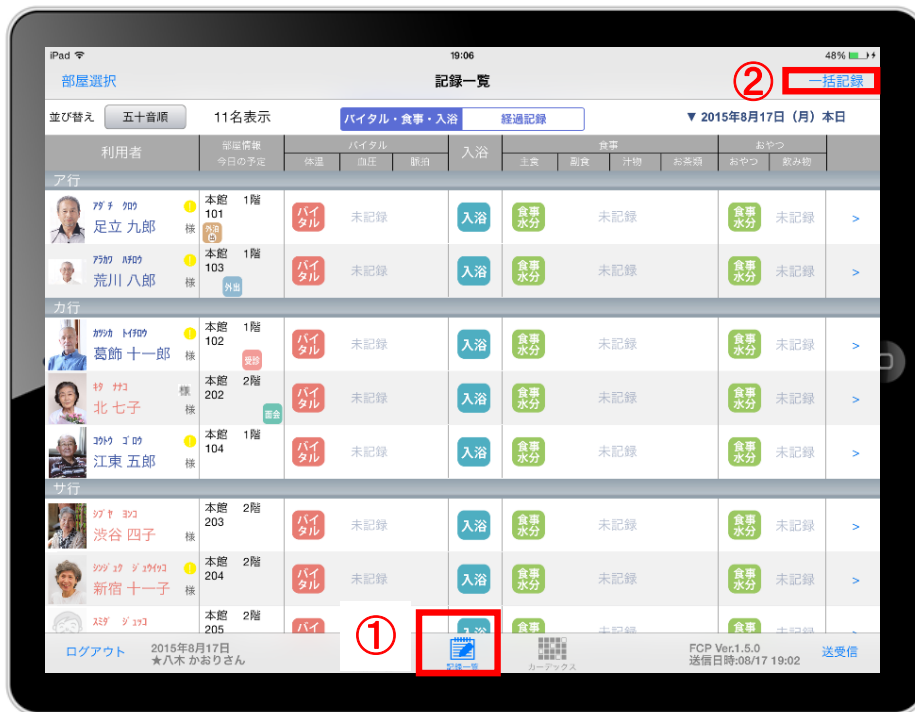 iPad 19:06 48%
部屋選択 記録一覧 ② 一括記録
並び替え 五十音順 11名表示 バイタル・食事・入浴 経過記録 ▼ 2015年8月17日（月）本日
利用者 部屋情報 今日の予定 バイタル 入浴 食事 おやつ
体温 血圧 脈拍 主食 副食 汁物 お茶類 おやつ 飲み物
ア行
ｱﾀﾞﾁ ｸﾛｳ 本館 1階
足立 九郎 様 101 外泊 バイタル 未記録 入浴 食事水分 未記録 食事水分 未記録 >
ｱﾗｶﾜ ﾊﾁﾛｳ 本館 1階
荒川 八郎 様 103 外出 バイタル 未記録 入浴 食事水分 未記録 食事水分 未記録 >
カ行
ｶﾂｼｶ ﾄｲﾁﾛｳ 本館 1階
葛飾 十一郎 様 102 受診 バイタル 未記録 入浴 食事水分 未記録 食事水分 未記録 >
ｷﾀ ﾅﾅｺ 様 本館 2階
北 七子 様 202 面会 バイタル 未記録 入浴 食事水分 未記録 食事水分 未記録 >
ｺｳﾄｳ ｺﾞﾛｳ 本館 1階
江東 五郎 様 104 バイタル 未記録 入浴 食事水分 未記録 食事水分 未記録 >
サ行
ｼﾌﾞﾔ ﾖﾝｺ 本館 2階
渋谷 四子 様 203 バイタル 未記録 入浴 食事水分 未記録 食事水分 未記録 >
ｼﾝｼﾞｭｸ ｼﾞｭｳｲﾁｺ 本館 2階
新宿 十一子 様 204 バイタル 未記録 入浴 食事水分 未記録 食事水分 未記録 >
ｽﾐﾀﾞ ｼﾞｭｳｺ 本館 2階
205 バイ 入浴 食事 未記録 食事 未記録
ログアウト 2015年8月17日 ★八木 かおりさん ① 記録一覧 カーデックス FCP Ver.1.5.0 送信日時:08/17 19:02 送受信